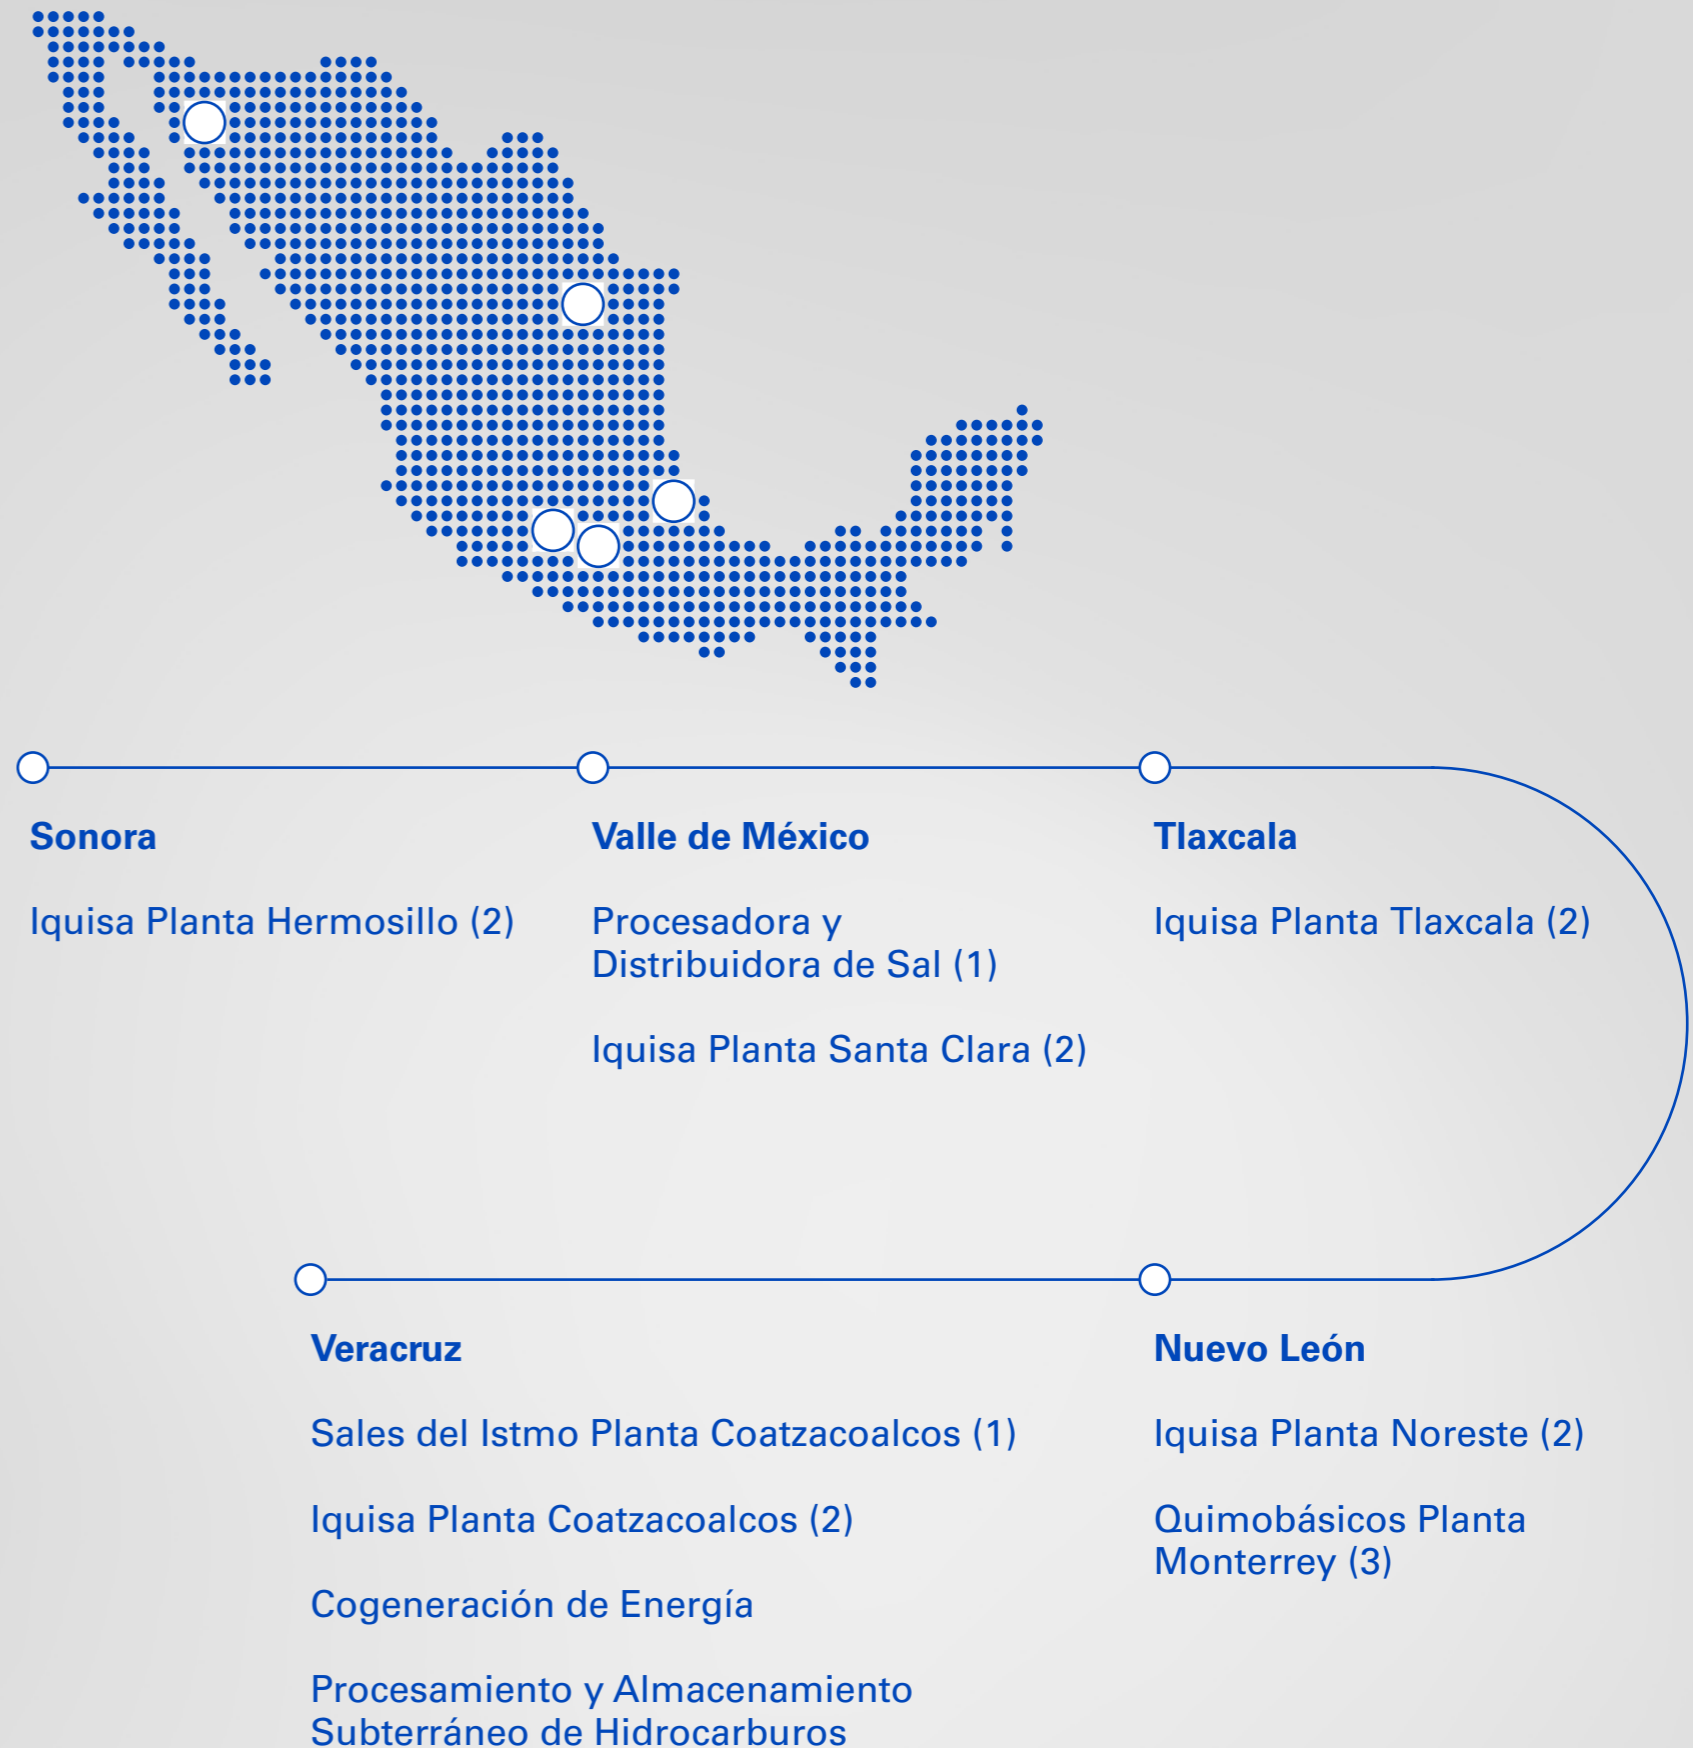 Sonora
Iquisa Planta Hermosillo (2)
Valle de México
Procesadora y
Distribuidora de Sal (1)
Iquisa Planta Santa Clara (2)
Tlaxcala
Iquisa Planta Tlaxcala (2)
Veracruz
Sales del Istmo Planta Coatzacoalcos (1)
Iquisa Planta Coatzacoalcos (2)
Cogeneración de Energía
Procesamiento y Almacenamiento
Subterráneo de Hidrocarburos
Nuevo León
Iquisa Planta Noreste (2)
Quimobásicos Planta
Monterrey (3)